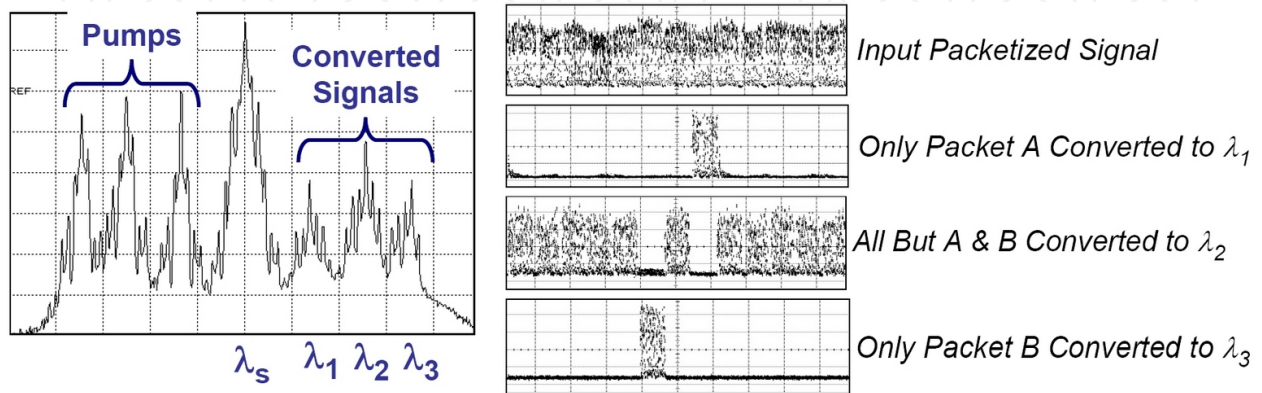 Pumps
Converted
Signals
REF
λs
λ1
λ2
λ3
Input Packetized Signal
Only Packet A Converted to λ1
All But A & B Converted to λ2
Only Packet B Converted to λ3